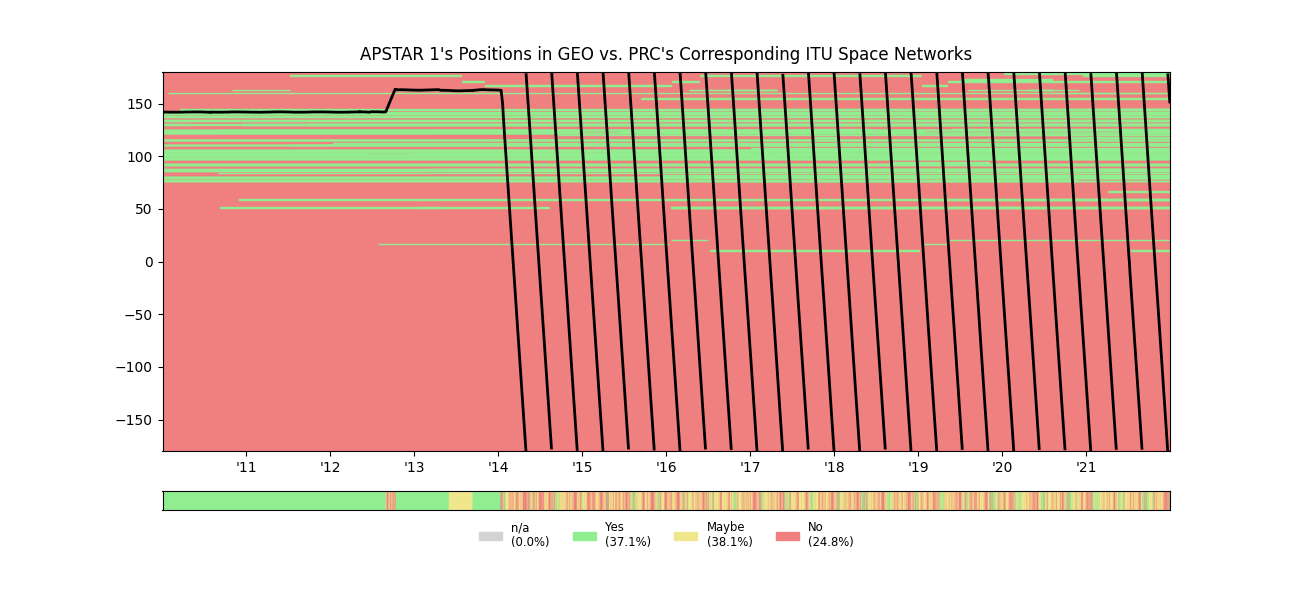 APSTAR 1's Positions in GEO vs. PRC's Corresponding ITU Space Networks
150
100
50
0
−50
−100
−150
'11 '12 '13 '14 '15 '16 '17 '18 '19 '20 '21
n/a Yes Maybe No
(0.0%) (37.1%) (38.1%) (24.8%)